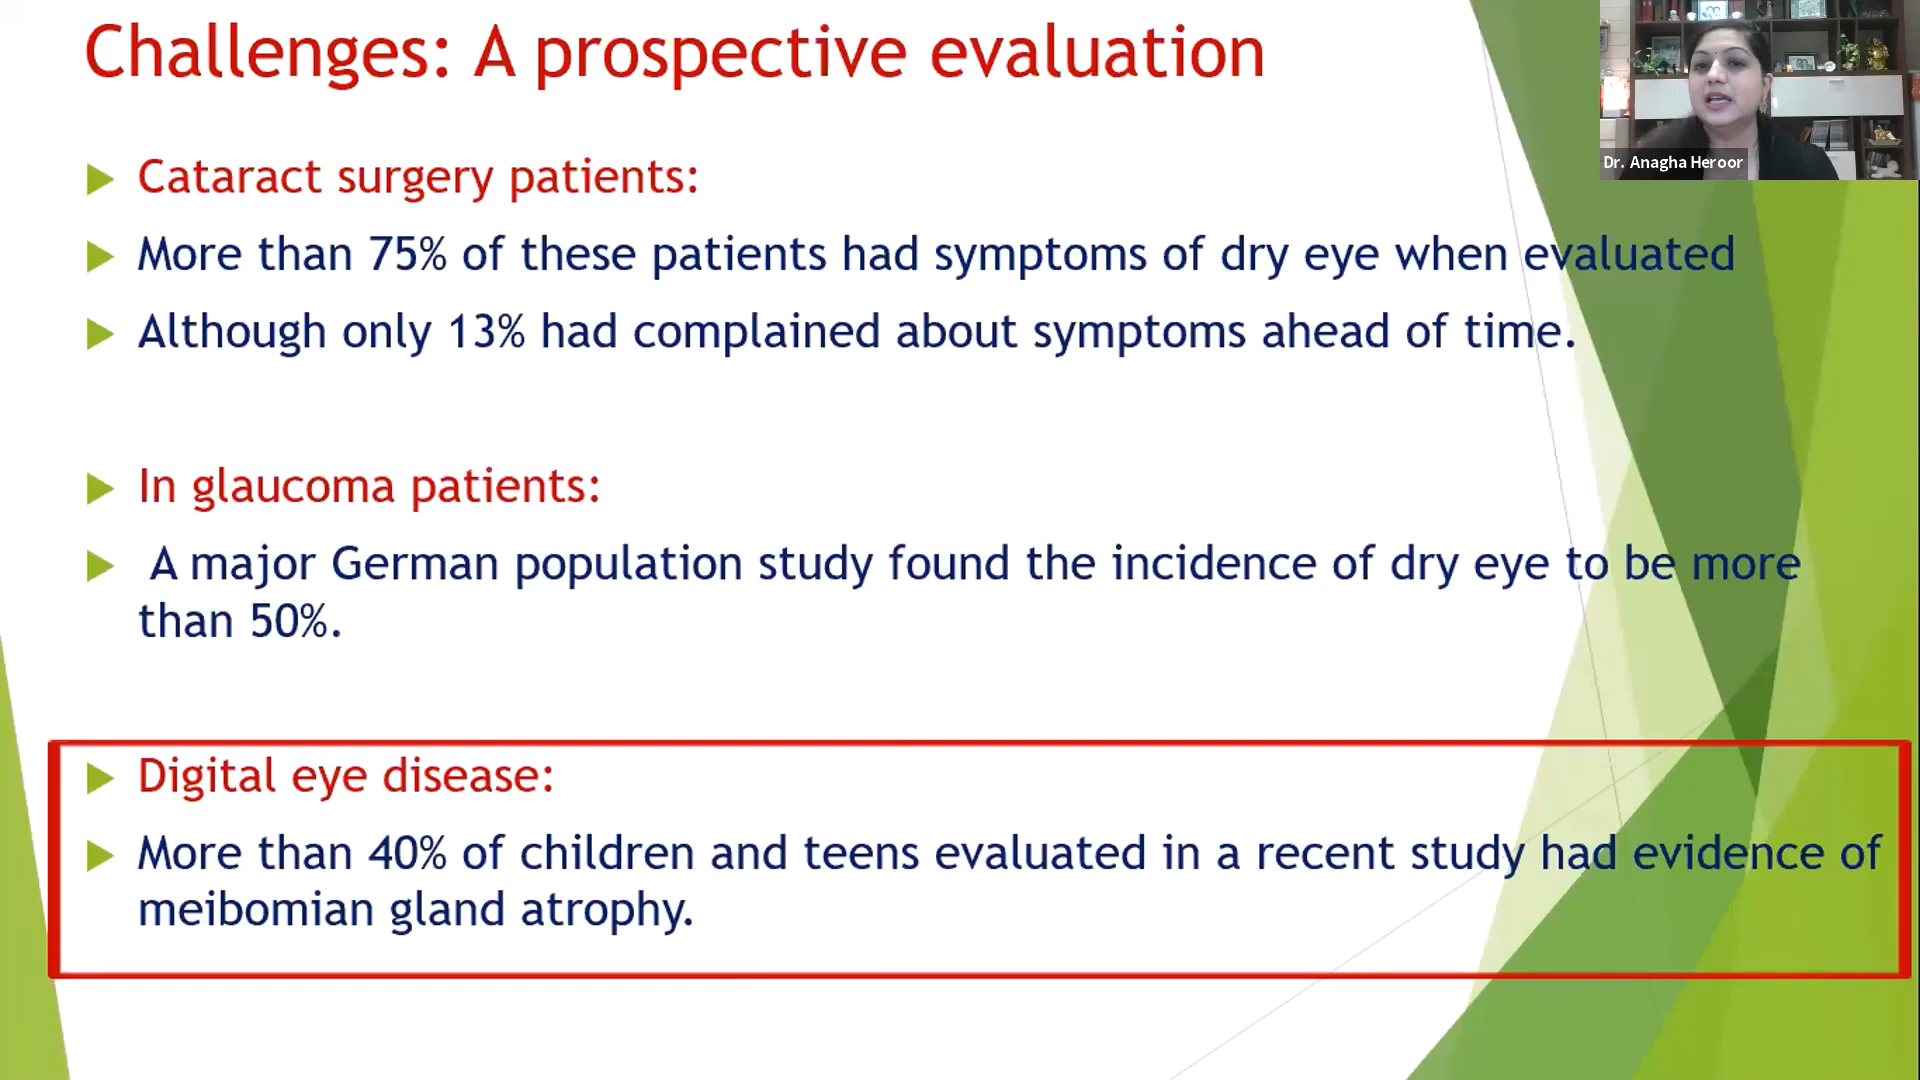 Challenges: A prospective evaluation
Dr. Anagha Heroor
Cataract surgery patients:
More than 75% of these patients had symptoms of dry eye when evaluated
Although only 13% had complained about symptoms ahead of time.
In glaucoma patients:
A major German population study found the incidence of dry eye to be more
than 50%.
Digital eye disease:
More than 40% of children and teens evaluated in a recent study had evidence of
meibomian gland atrophy.